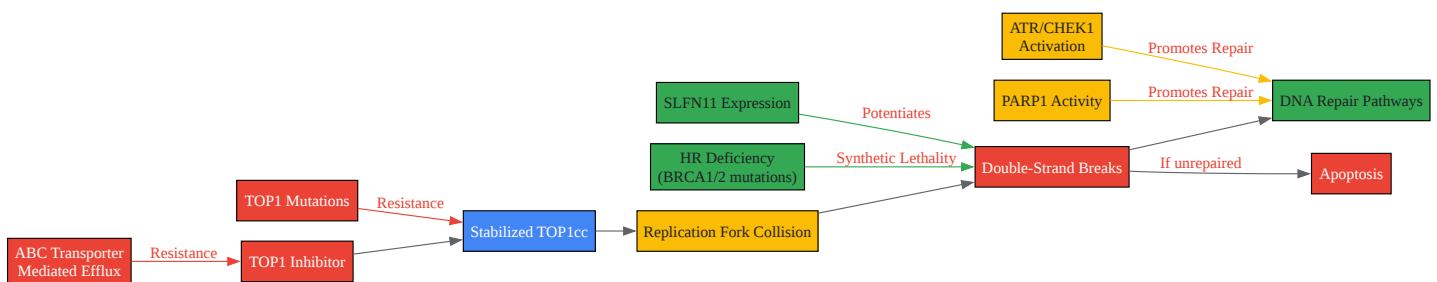 ATR/CHEK1
Activation
Promotes Repair
SLFN11 Expression
Potentiates
PARP1 Activity
Promotes Repair
DNA Repair Pathways
HR Deficiency
(BRCA1/2 mutations)
Synthetic Lethality
Double-Strand Breaks
If unrepaired
Apoptosis
TOP1 Mutations
Resistance
Stabilized TOP1cc
Replication Fork Collision
ABC Transporter
Mediated Efflux
Resistance
TOP1 Inhibitor